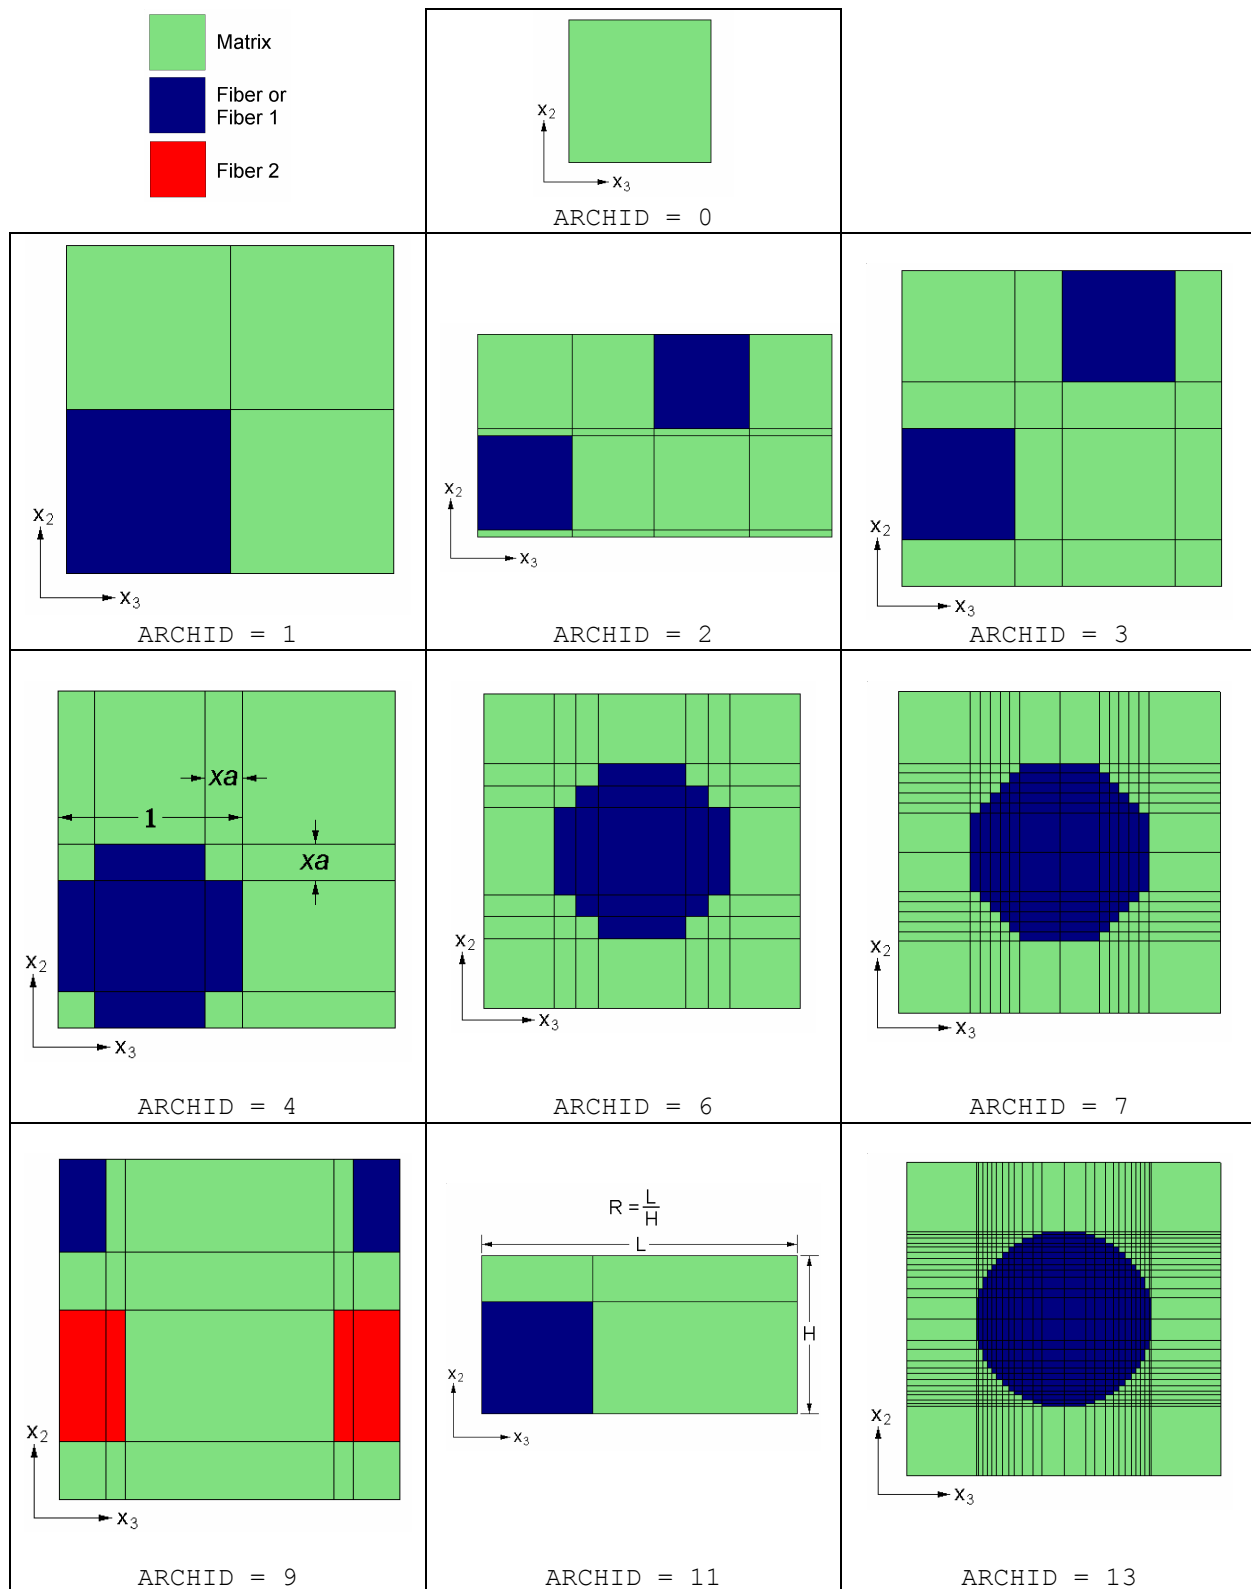 Matrix
Fiber or
Fiber 1
Fiber 2
x2
x3
ARCHID = 0
x2
x3
ARCHID = 1
x2
x3
ARCHID = 2
x2
x3
ARCHID = 3
xa
1
xa
x2
x3
ARCHID = 4
x2
x3
ARCHID = 6
x2
x3
ARCHID = 7
x2
x3
ARCHID = 9
R = L/H
L
H
x2
x3
ARCHID = 11
x2
x3
ARCHID = 13